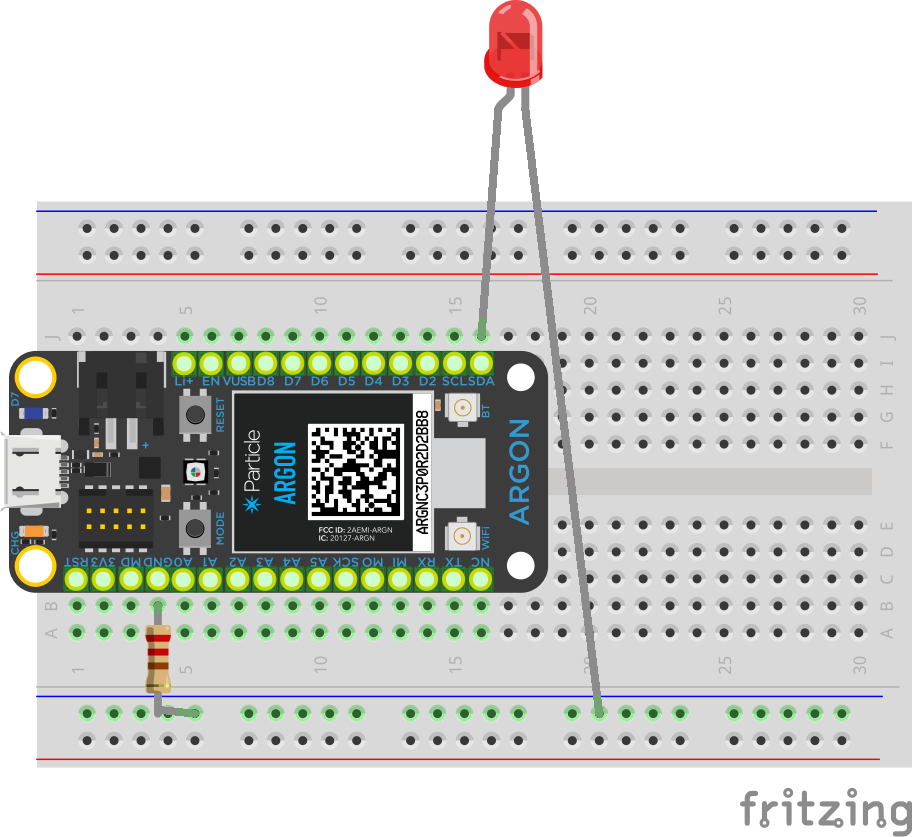 1 5 10 15 20 25 30
J J
I
H
G
F
Li+ EN VUSB D8 D7 D6 D5 D4 D3 D2 SCL SDA
D7
RESET
BT
+
Particle
ARGON
ARGNC3P0R2D2BB8
ARGON
FCC ID: 2AEMI-ARGN
IC: 20127-ARGN
MODE
WiFi
CHG
RST 3V3 MD GND A0 A1 A2 A3 A4 A5 SCK MO MI RX TX NC
E
D
C
B B
A A
1 5 10 15 20 25 30
fritzing